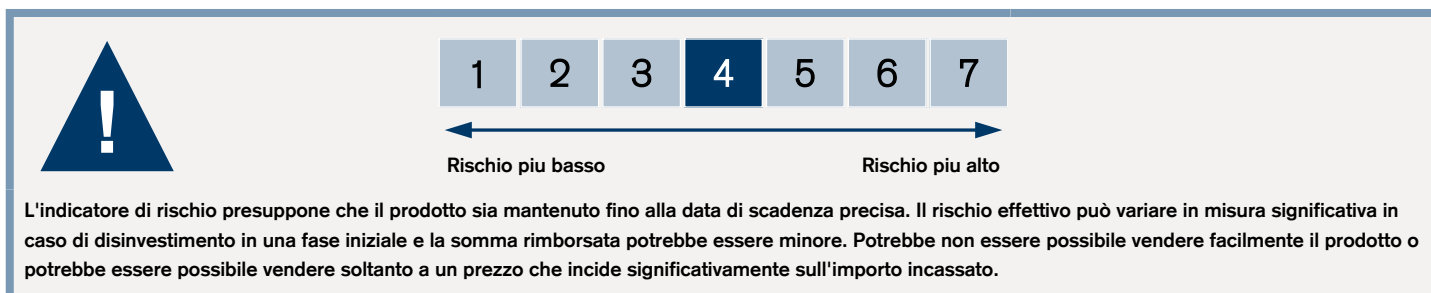 !
1 2 3 4 5 6 7
Rischio piu basso Rischio piu alto
L'indicatore di rischio presuppone che il prodotto sia mantenuto fino alla data di scadenza precisa. Il rischio effettivo può variare in misura significativa in
caso di disinvestimento in una fase iniziale e la somma rimborsata potrebbe essere minore. Potrebbe non essere possibile vendere facilmente il prodotto o
potrebbe essere possibile vendere soltanto a un prezzo che incide significativamente sull'importo incassato.